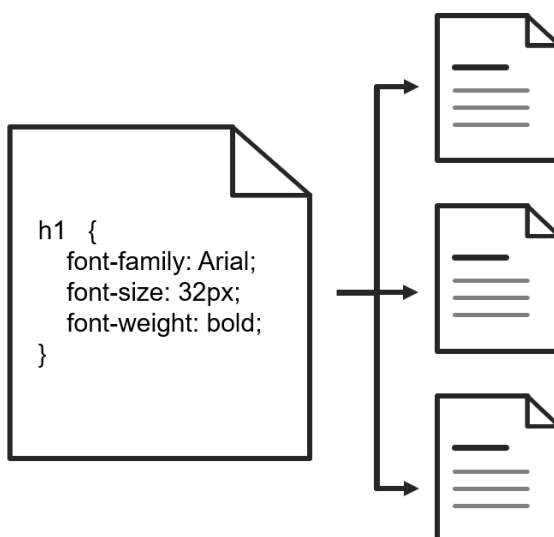 h1 {
font-family: Arial;
font-size: 32px;
font-weight: bold;
}